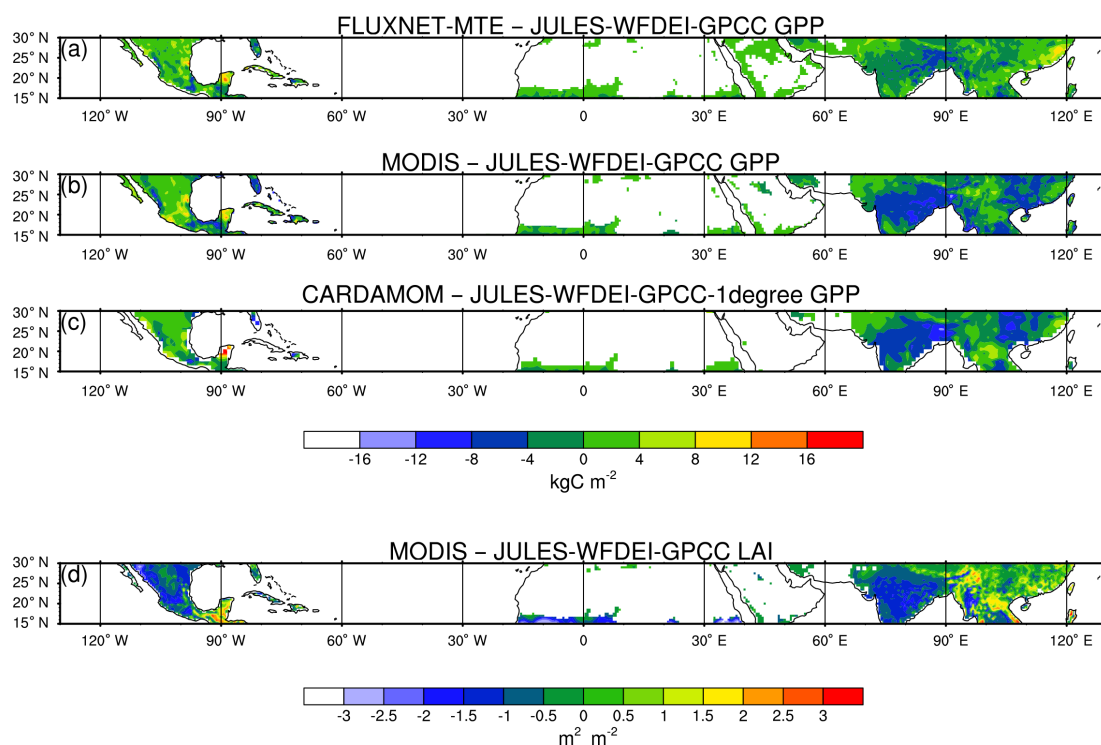 FLUXNET-MTE – JULES-WFDEI-GPCC GPP
(a)
30° N
25° N
20° N
15° N
120° W 90° W 60° W 30° W 0 30° E 60° E 90° E 120° E
MODIS – JULES-WFDEI-GPCC GPP
(b)
30° N
25° N
20° N
15° N
120° W 90° W 60° W 30° W 0 30° E 60° E 90° E 120° E
CARDAMOM – JULES-WFDEI-GPCC-1degree GPP
(c)
30° N
25° N
20° N
15° N
120° W 90° W 60° W 30° W 0 30° E 60° E 90° E 120° E
-16 -12 -8 -4 0 4 8 12 16
kgC m⁻²
MODIS – JULES-WFDEI-GPCC LAI
(d)
30° N
25° N
20° N
15° N
120° W 90° W 60° W 30° W 0 30° E 60° E 90° E 120° E
-3 -2.5 -2 -1.5 -1 -0.5 0 0.5 1 1.5 2 2.5 3
m² m⁻²